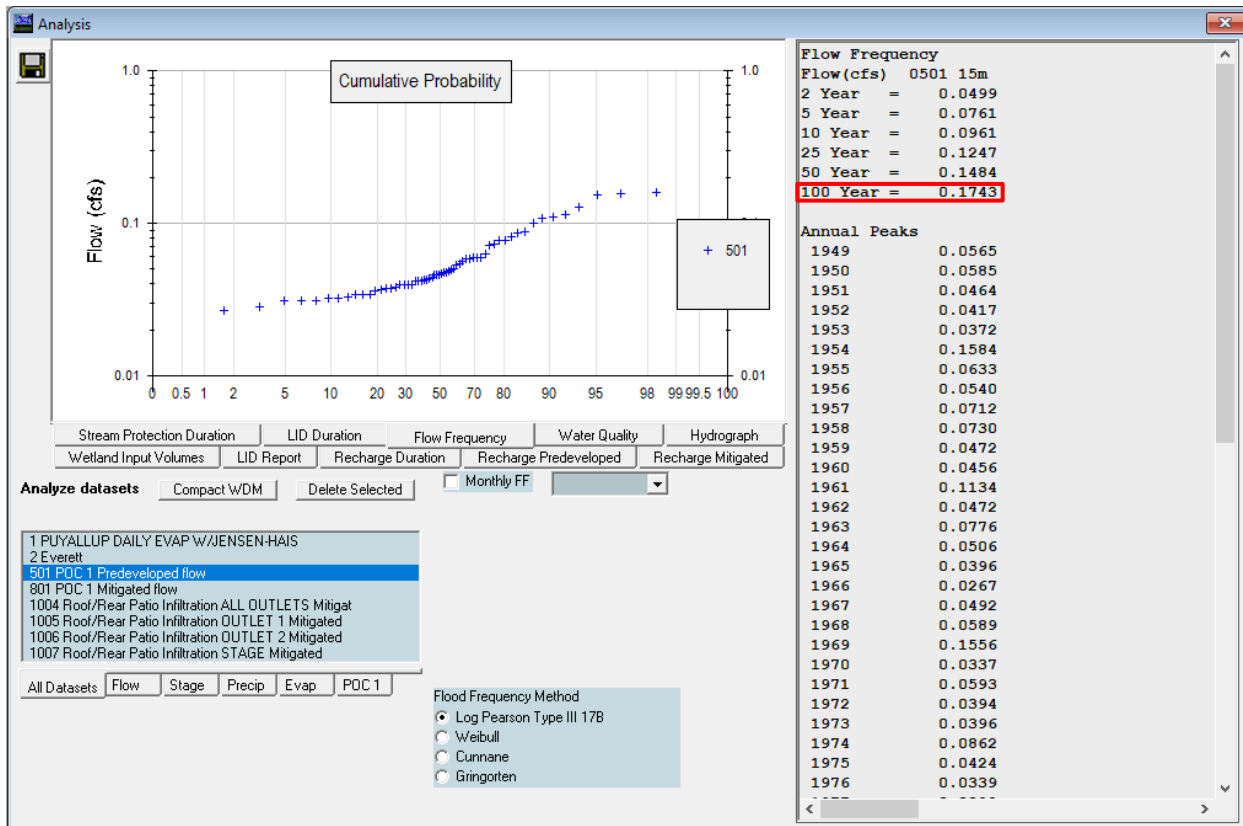 Analysis
Cumulative Probability
1.0
0.1
0.01
Flow (cfs)
1.0
0.01
501
0 0.5 1 2 5 10 20 30 50 70 80 90 95 98 99 99.5 100
Stream Protection Duration LID Duration Flow Frequency Water Quality Hydrograph
Wetland Input Volumes LID Report Recharge Duration Recharge Predeveloped Recharge Mitigated
Analyze datasets Compact WDM Delete Selected Monthly FF
1 PUYALLUP DAILY EVAP W/JENSEN-HAIS
2 Everett
501 POC 1 Predeveloped flow
801 POC 1 Mitigated flow
1004 Roof/Rear Patio Infiltration ALL OUTLETS Mitigat
1005 Roof/Rear Patio Infiltration OUTLET 1 Mitigated
1006 Roof/Rear Patio Infiltration OUTLET 2 Mitigated
1007 Roof/Rear Patio Infiltration STAGE Mitigated
All Datasets Flow Stage Precip Evap POC 1
Flood Frequency Method
Log Pearson Type III 17B
Weibull
Cunnane
Gringorten
Flow Frequency
Flow(cfs) 0501 15m
2 Year = 0.0499
5 Year = 0.0761
10 Year = 0.0961
25 Year = 0.1247
50 Year = 0.1484
100 Year = 0.1743
Annual Peaks
1949 0.0565
1950 0.0585
1951 0.0464
1952 0.0417
1953 0.0372
1954 0.1584
1955 0.0633
1956 0.0540
1957 0.0712
1958 0.0730
1959 0.0472
1960 0.0456
1961 0.1134
1962 0.0472
1963 0.0776
1964 0.0506
1965 0.0396
1966 0.0267
1967 0.0492
1968 0.0589
1969 0.1556
1970 0.0337
1971 0.0593
1972 0.0394
1973 0.0396
1974 0.0862
1975 0.0424
1976 0.0339